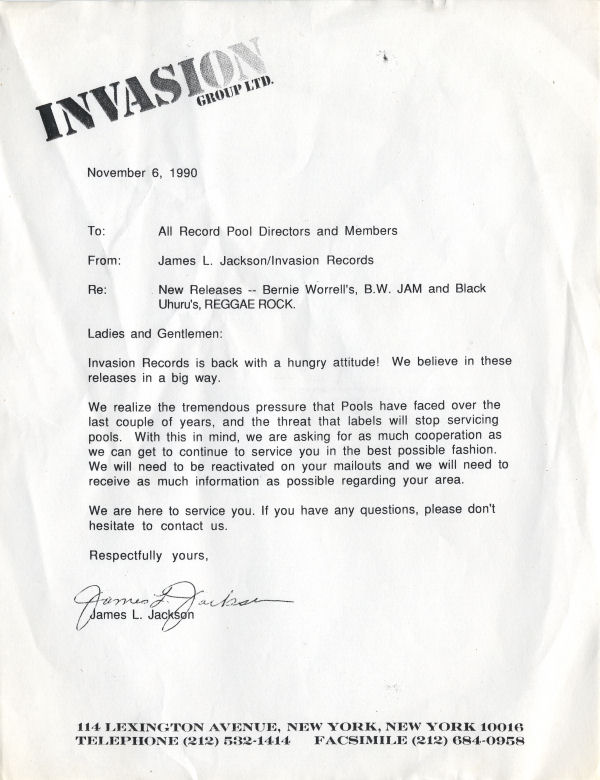 INVASION
GROUP LTD.
November 6, 1990
To: All Record Pool Directors and Members
From: James L. Jackson/Invasion Records
Re: New Releases -- Bernie Worrell's, B.W. JAM and Black
Uhuru's, REGGAE ROCK.
Ladies and Gentlemen:
Invasion Records is back with a hungry attitude! We believe in these
releases in a big way.
We realize the tremendous pressure that Pools have faced over the
last couple of years, and the threat that labels will stop servicing
pools. With this in mind, we are asking for as much cooperation as
we can get to continue to service you in the best possible fashion.
We will need to be reactivated on your mailouts and we will need to
receive as much information as possible regarding your area.
We are here to service you. If you have any questions, please don't
hesitate to contact us.
Respectfully yours,
James L. Jackson
James L. Jackson
114 LEXINGTON AVENUE, NEW YORK, NEW YORK 10016
TELEPHONE (212) 532-1414 FACSIMILE (212) 684-0958